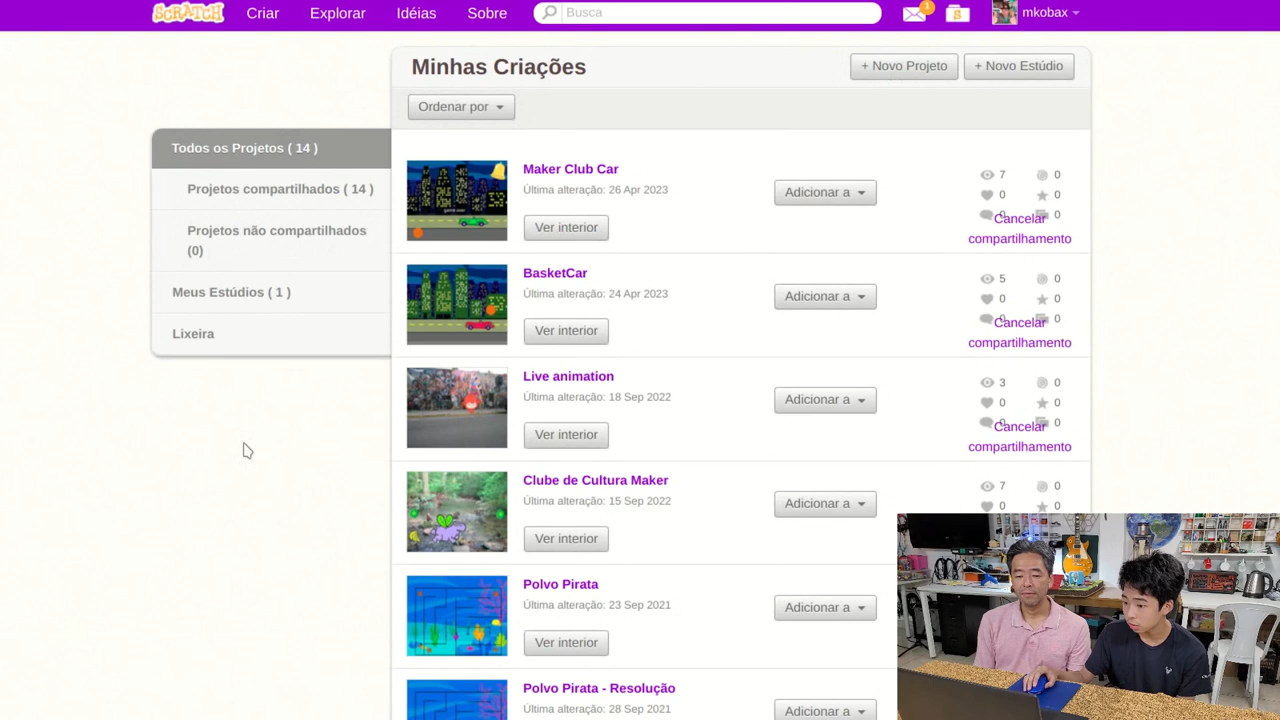 SCRATCH Criar Explorar Idéias Sobre Busca 1 S mkobax
Minhas Criações + Novo Projeto + Novo Estúdio
Ordenar por
Todos os Projetos ( 14 )
Projetos compartilhados ( 14 )
Projetos não compartilhados
(0)
Meus Estúdios ( 1 )
Lixeira
Maker Club Car
Última alteração: 26 Apr 2023
Ver interior
Adicionar a
7 0
0 0
0
Cancelar
compartilhamento
BasketCar
Última alteração: 24 Apr 2023
Ver interior
Adicionar a
5 0
0 0
0
Cancelar
compartilhamento
Live animation
Última alteração: 18 Sep 2022
Ver interior
Adicionar a
3 0
0 0
0
Cancelar
compartilhamento
Clube de Cultura Maker
Última alteração: 15 Sep 2022
Ver interior
Adicionar a
7 0
0 0
Polvo Pirata
Última alteração: 23 Sep 2021
Ver interior
Adicionar a
Polvo Pirata - Resolução
Última alteração: 28 Sep 2021
Adicionar a